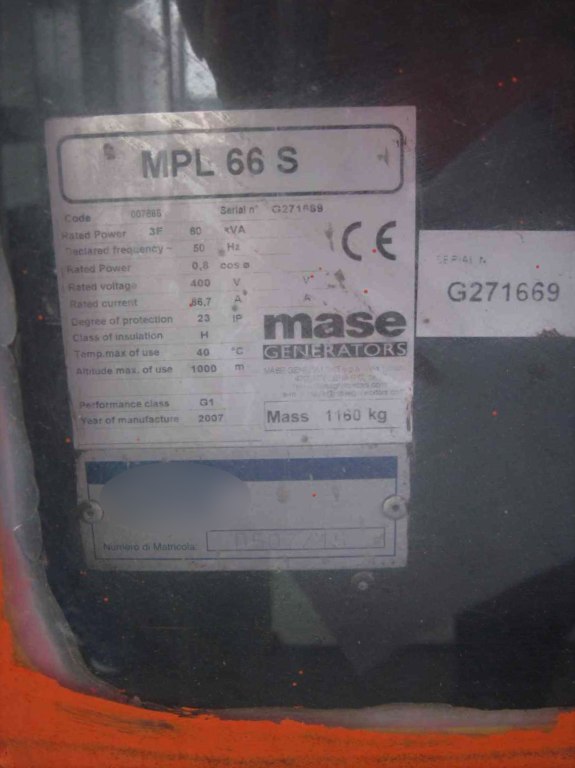 MPL 66 S
Code 007665 Serial n° G271669
Rated Power 3F 60 kVA
Declared frequency ~ 50 Hz
Rated Power 0,8 cos ø
Rated voltage 400 V V
Rated current 86,7 A A
Degree of protection 23 IP
Class of insulation H
Temp.max of use 40 °C
Altitude max. of use 1000 m
Performance class G1
Year of manufacture 2007
CE
mase
GENERATORS
Mass 1160 kg
SERIAL N.
G271669
Numero di Matricola